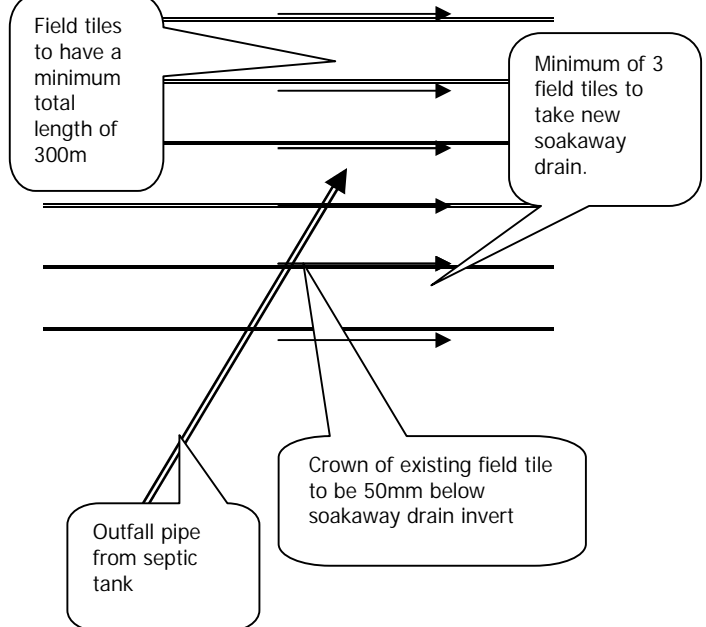 Field tiles
to have a
minimum
total
length of
300m
Minimum of 3
field tiles to
take new
soakaway
drain.
Crown of existing field tile
to be 50mm below
soakaway drain invert
Outfall pipe
from septic
tank